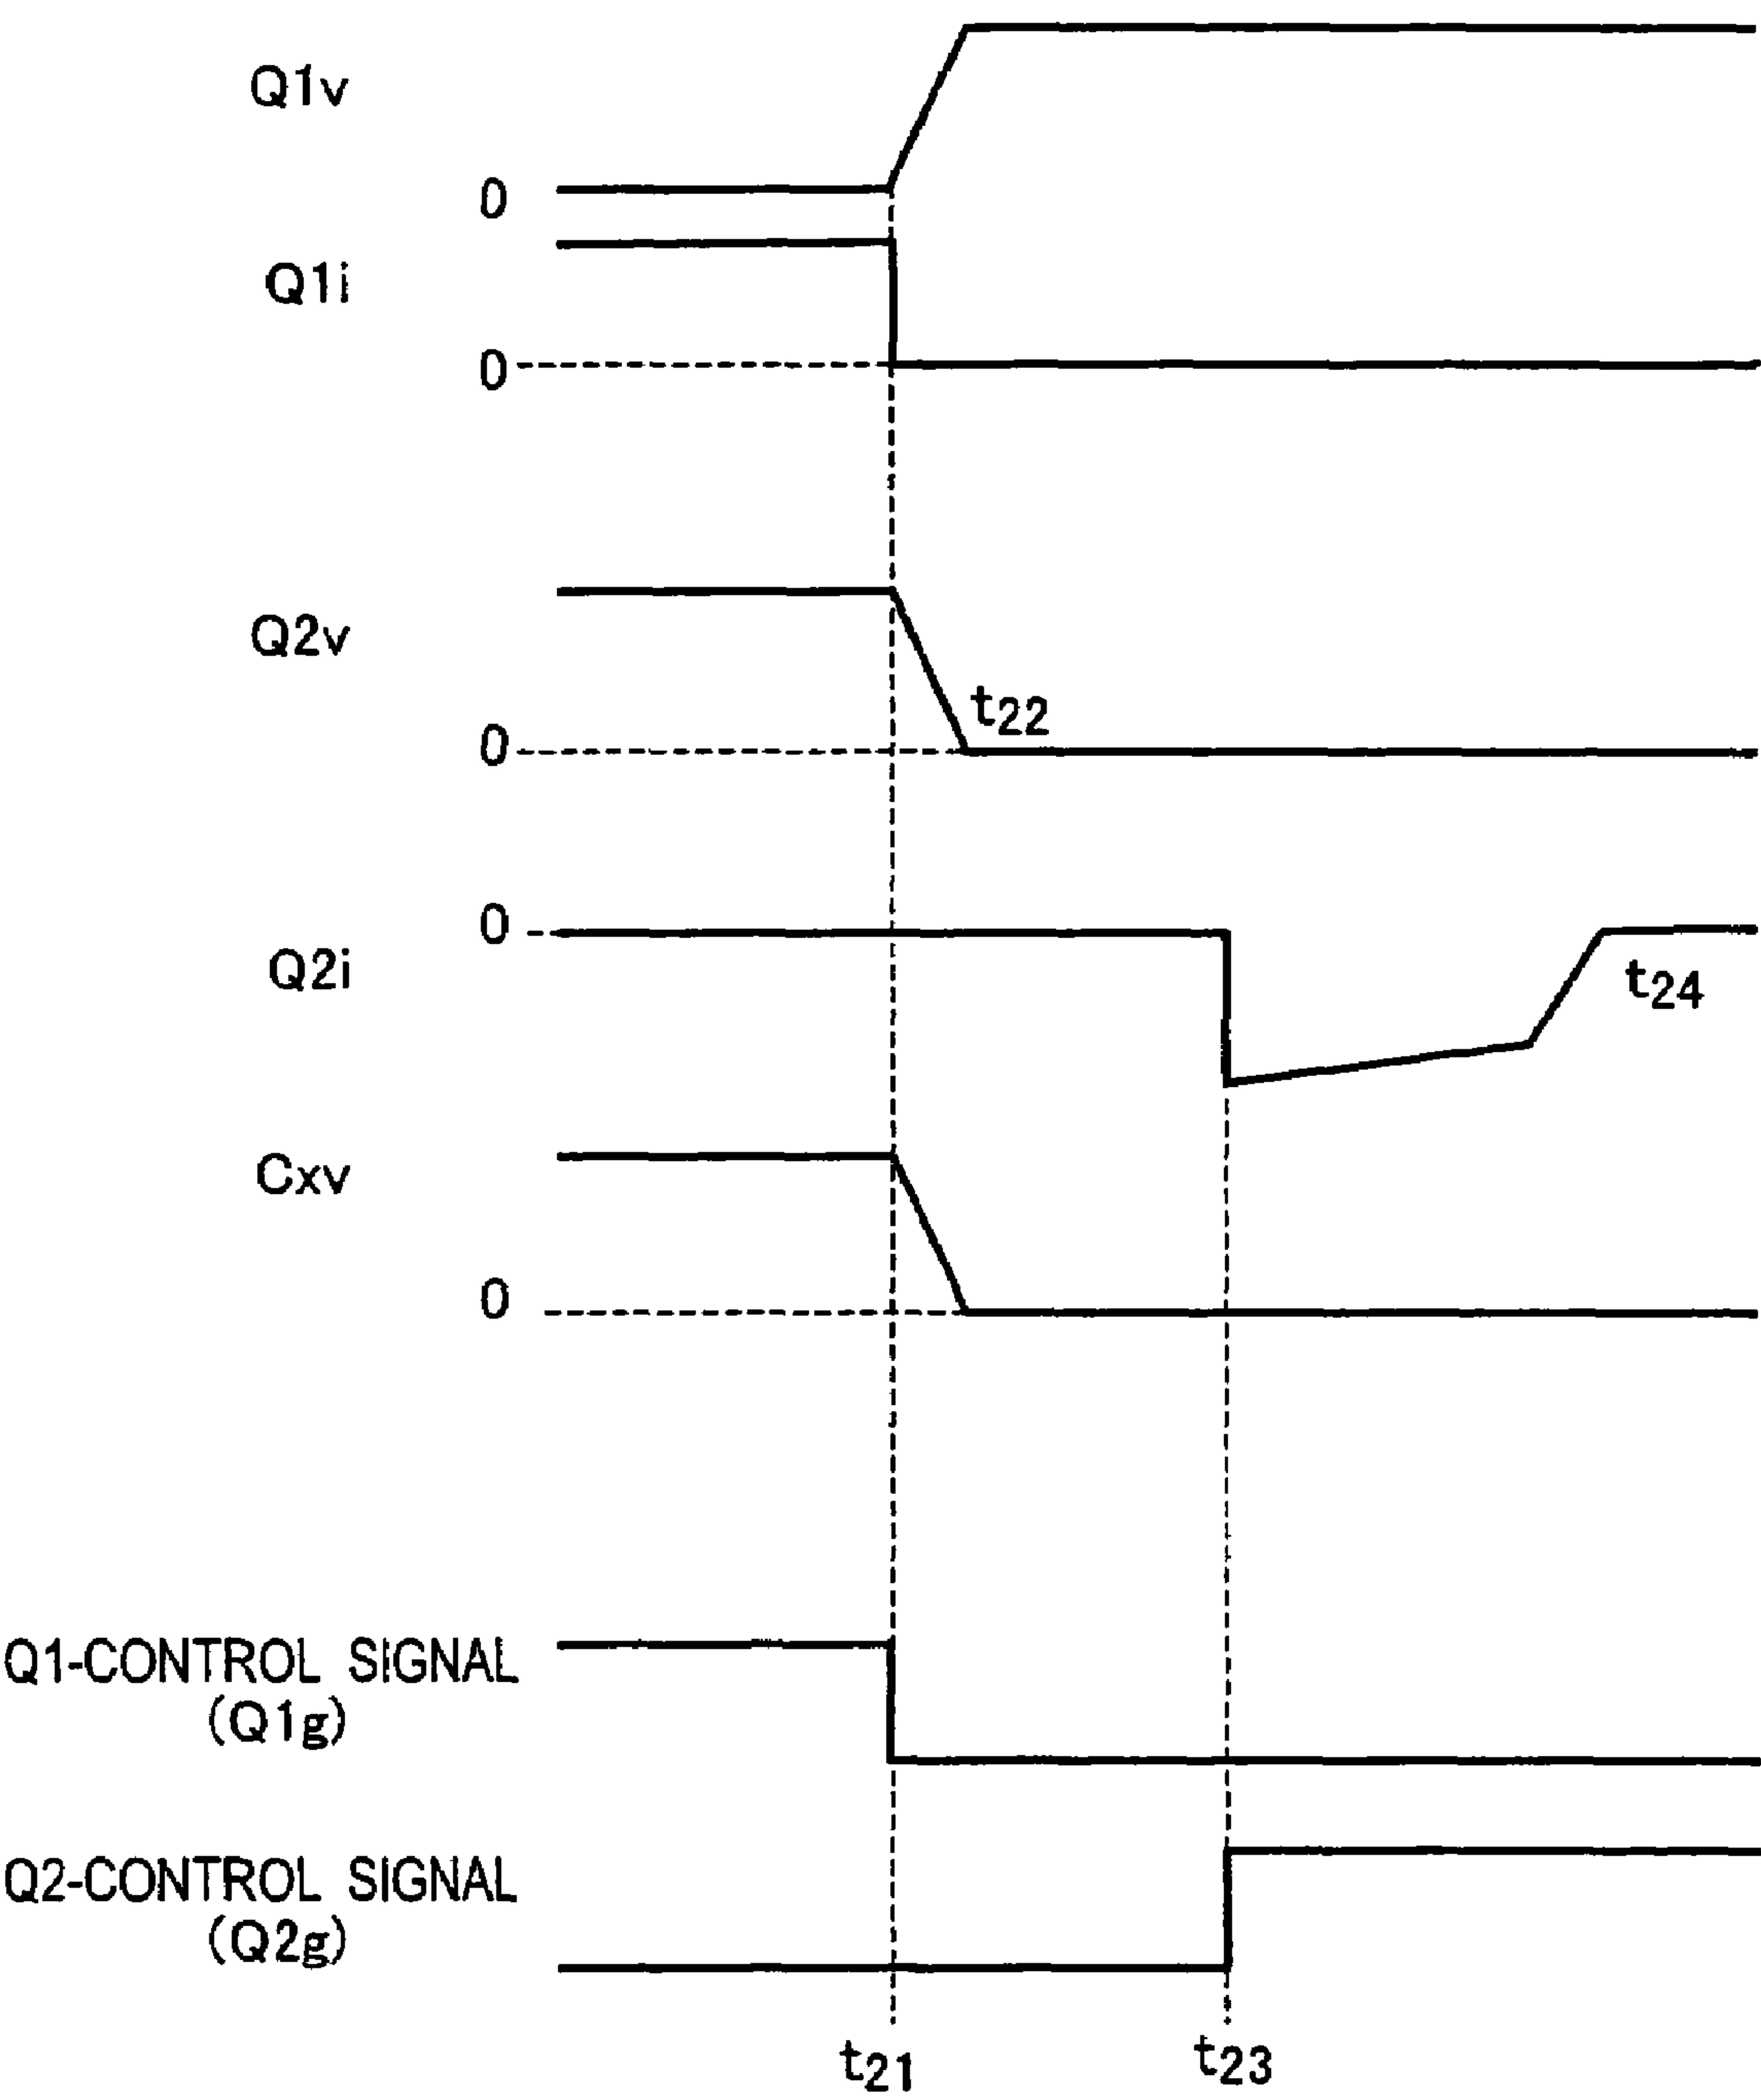 Q1v
0
Q1i
0
Q2v
t22
0
0
Q2i
t24
Cxv
0
Q1-CONTROL SIGNAL
(Q1g)
Q2-CONTROL SIGNAL
(Q2g)
t21
t23